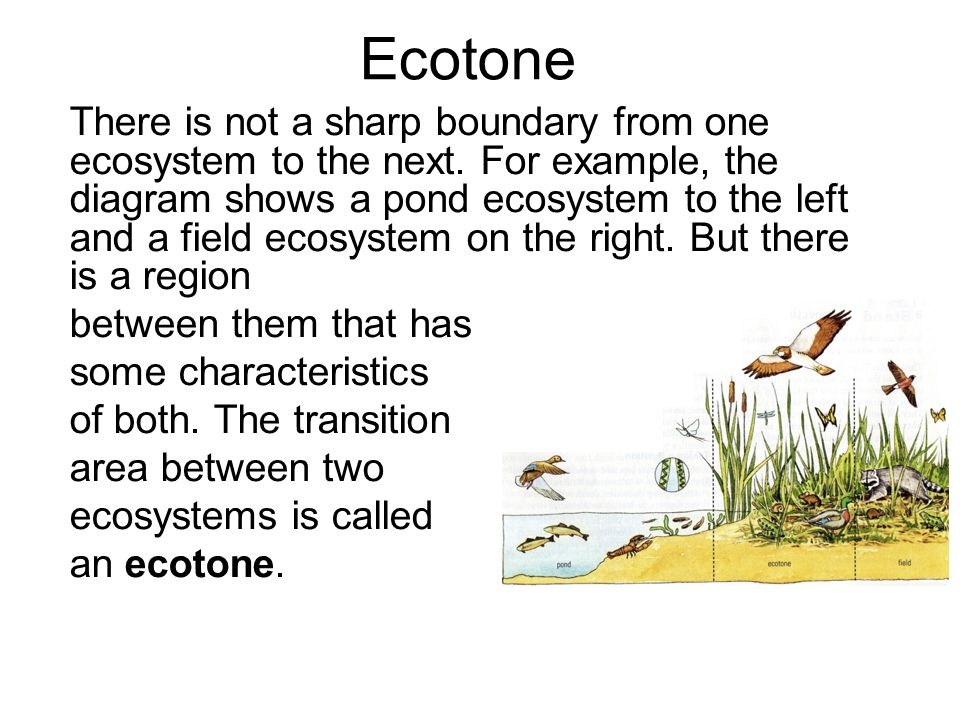 Ecotone
There is not a sharp boundary from one
ecosystem to the next. For example, the
diagram shows a pond ecosystem to the left
and a field ecosystem on the right. But there
is a region
between them that has
some characteristics
of both. The transition
area between two
ecosystems is called
an ecotone.
pond
ecotone
field